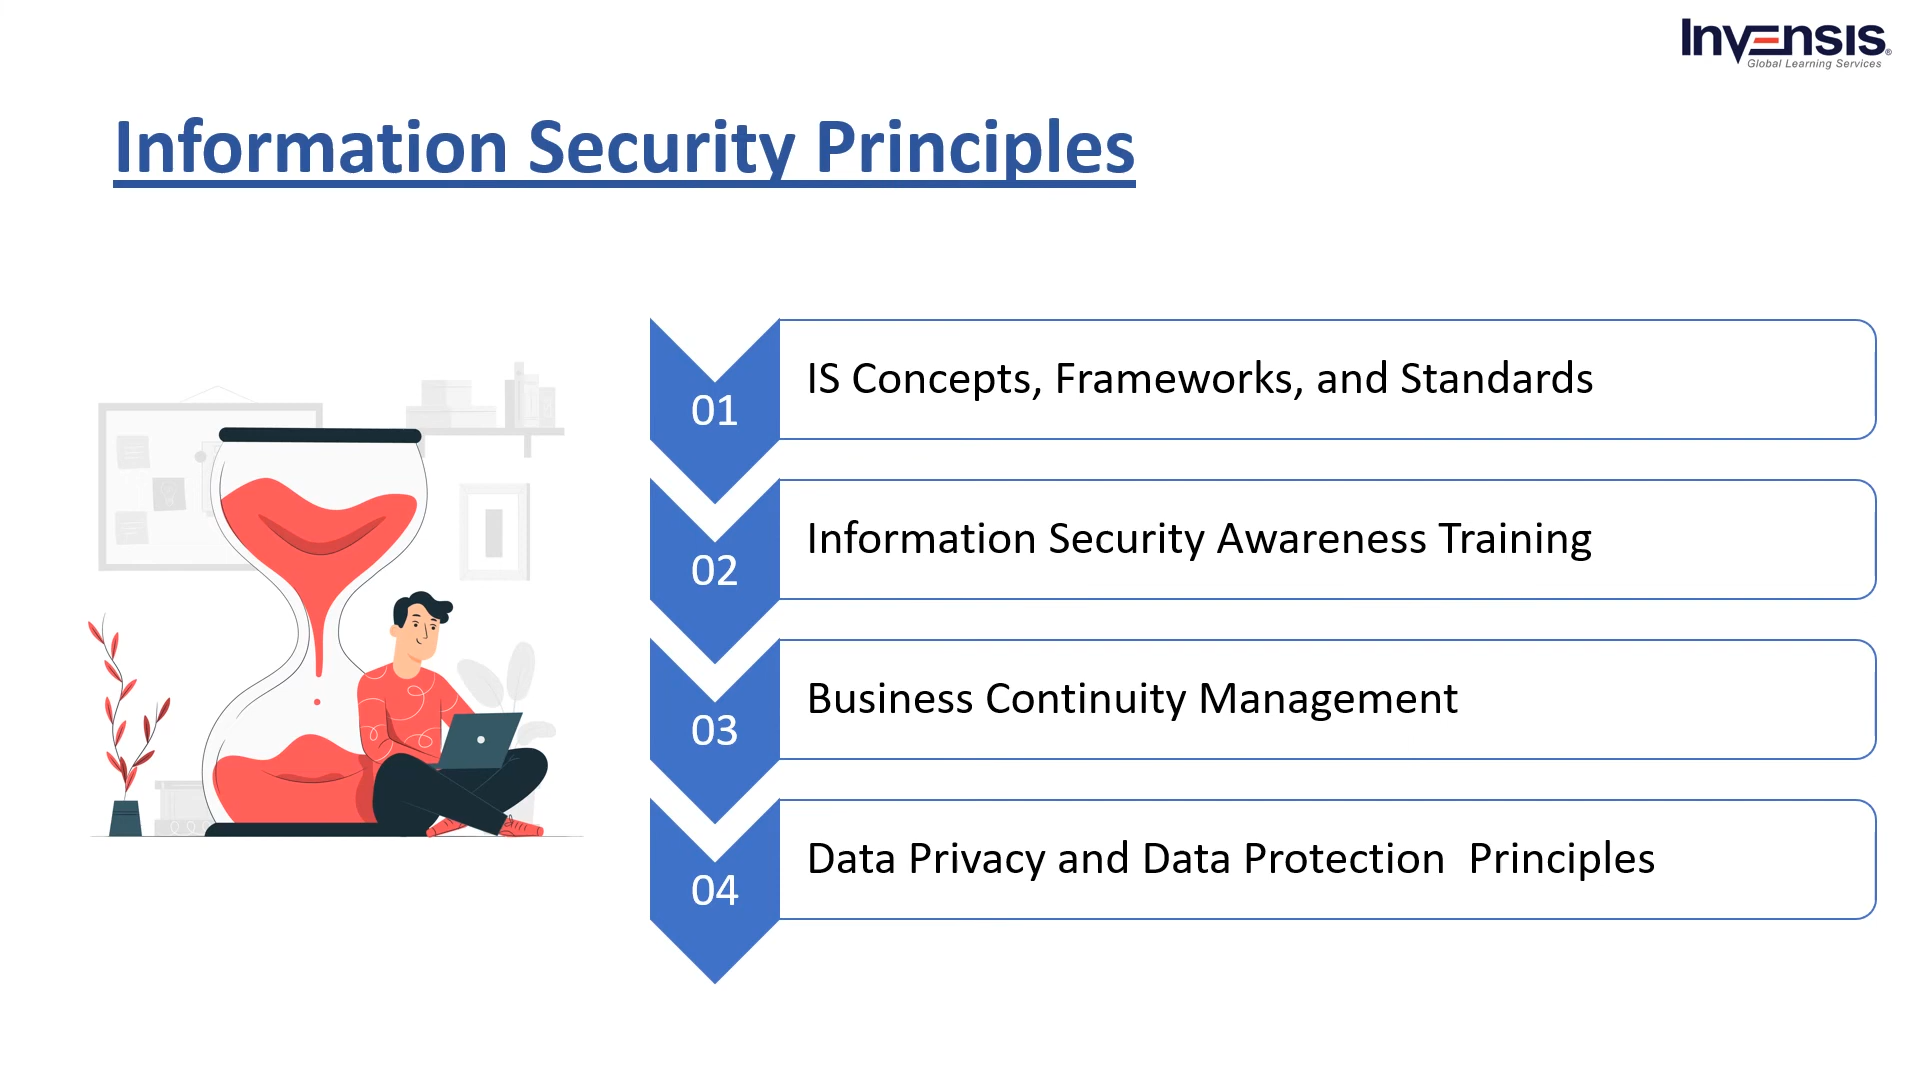 Invensis®
Global Learning Services
Information Security Principles
01
IS Concepts, Frameworks, and Standards
02
Information Security Awareness Training
03
Business Continuity Management
04
Data Privacy and Data Protection  Principles